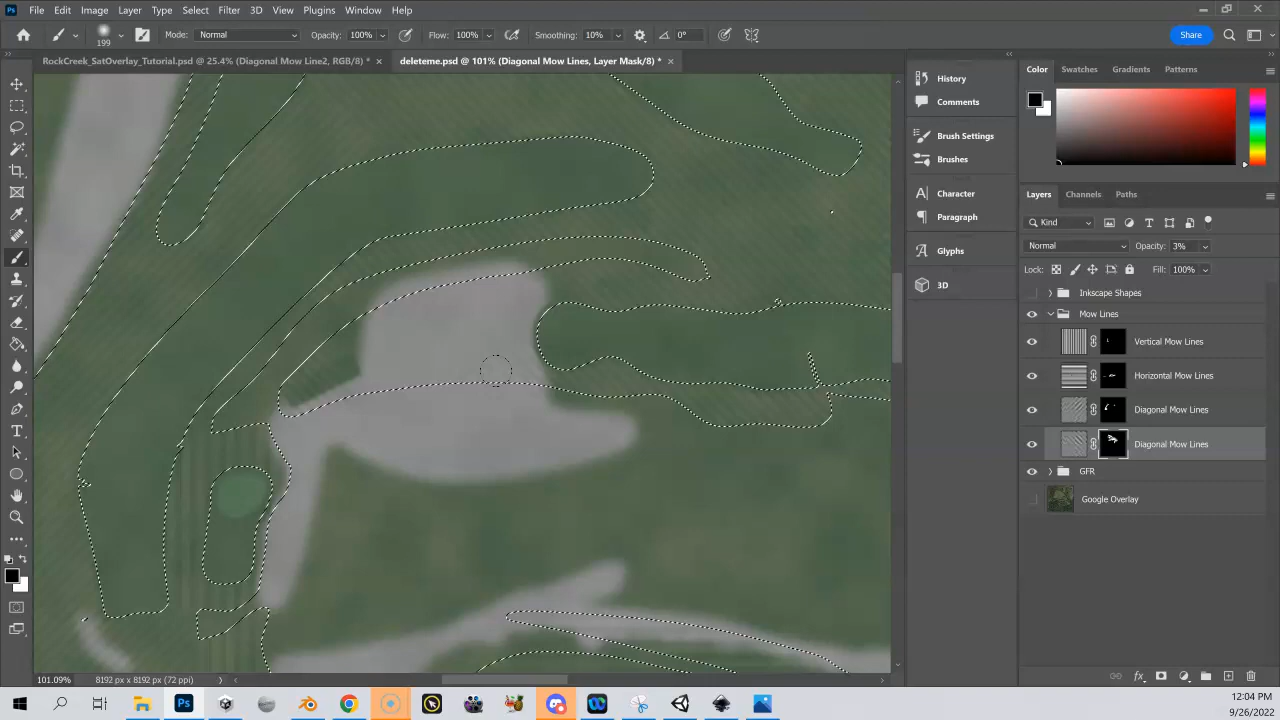 Ps File Edit Image Layer Type Select Filter 3D View Plugins Window Help
199 Mode: Normal Opacity: 100% Flow: 100% Smoothing: 10% 0° Share
RockCreek_SatOverlay_Tutorial.psd @ 25.4% (Diagonal Mow Line2, RGB/8) * × deleteme.psd @ 101% (Diagonal Mow Lines, Layer Mask/8) * ×
History
Comments
Brush Settings
Brushes
Character
Paragraph
Glyphs
3D
Color Swatches Gradients Patterns
Layers Channels Paths
Kind
Normal Opacity: 3%
Lock: Fill: 100%
Inkscape Shapes
Mow Lines
Vertical Mow Lines
Horizontal Mow Lines
Diagonal Mow Lines
Diagonal Mow Lines
GFR
Google Overlay
101.09% 8192 px x 8192 px (72 ppi)
Ps
12:04 PM
9/26/2022